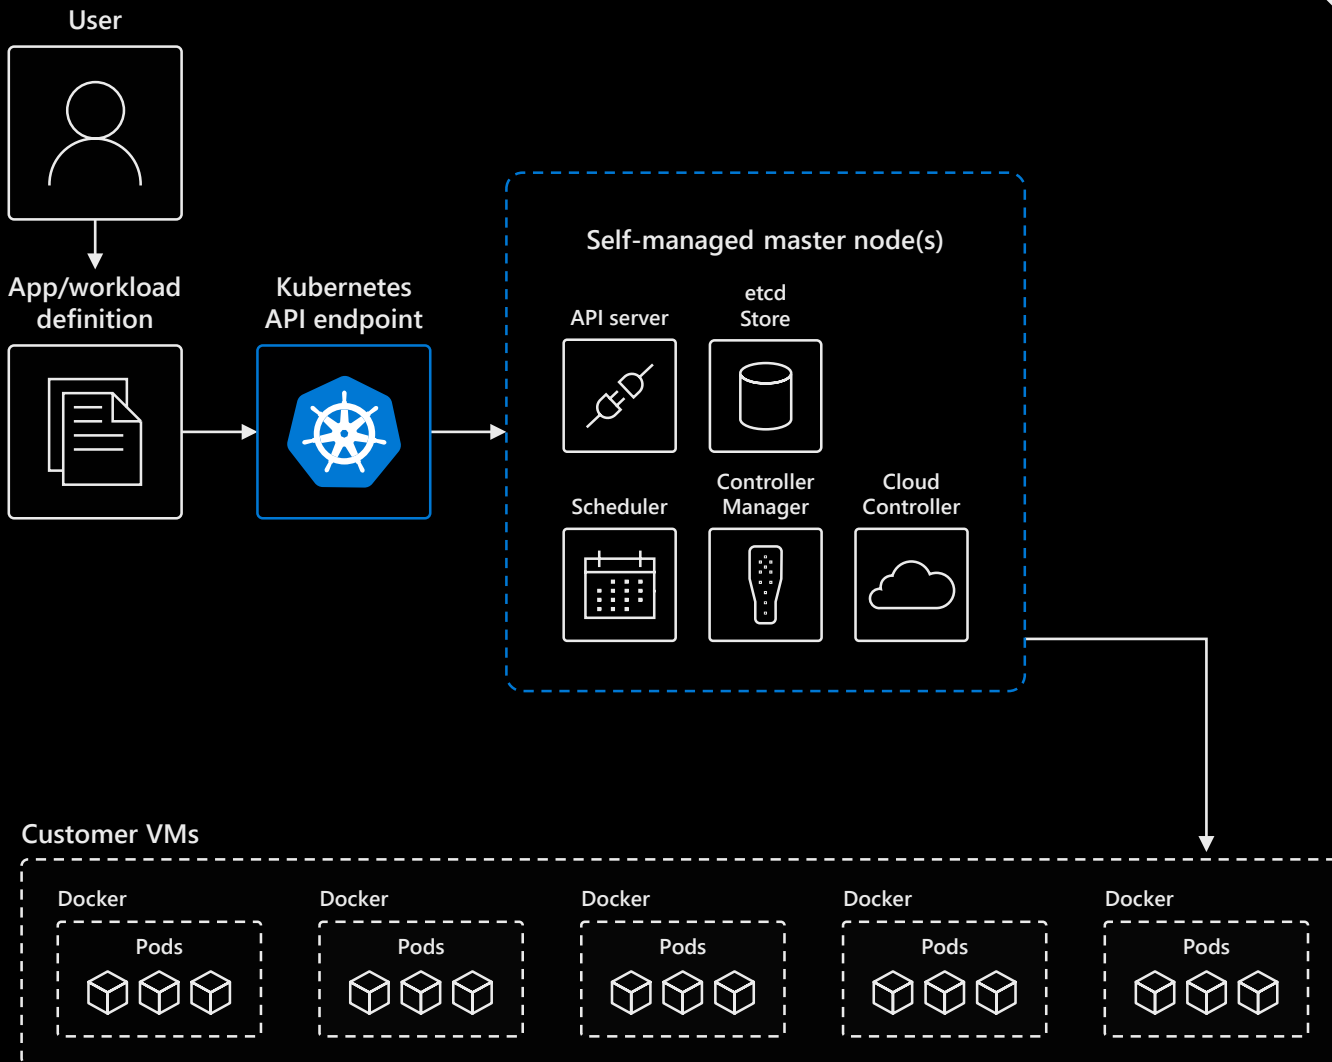 User
App/workload
definition
Kubernetes
API endpoint
Self-managed master node(s)
API server
etcd
Store
Scheduler
Controller
Manager
Cloud
Controller
Customer VMs
Docker
Pods
Docker
Pods
Docker
Pods
Docker
Pods
Docker
Pods